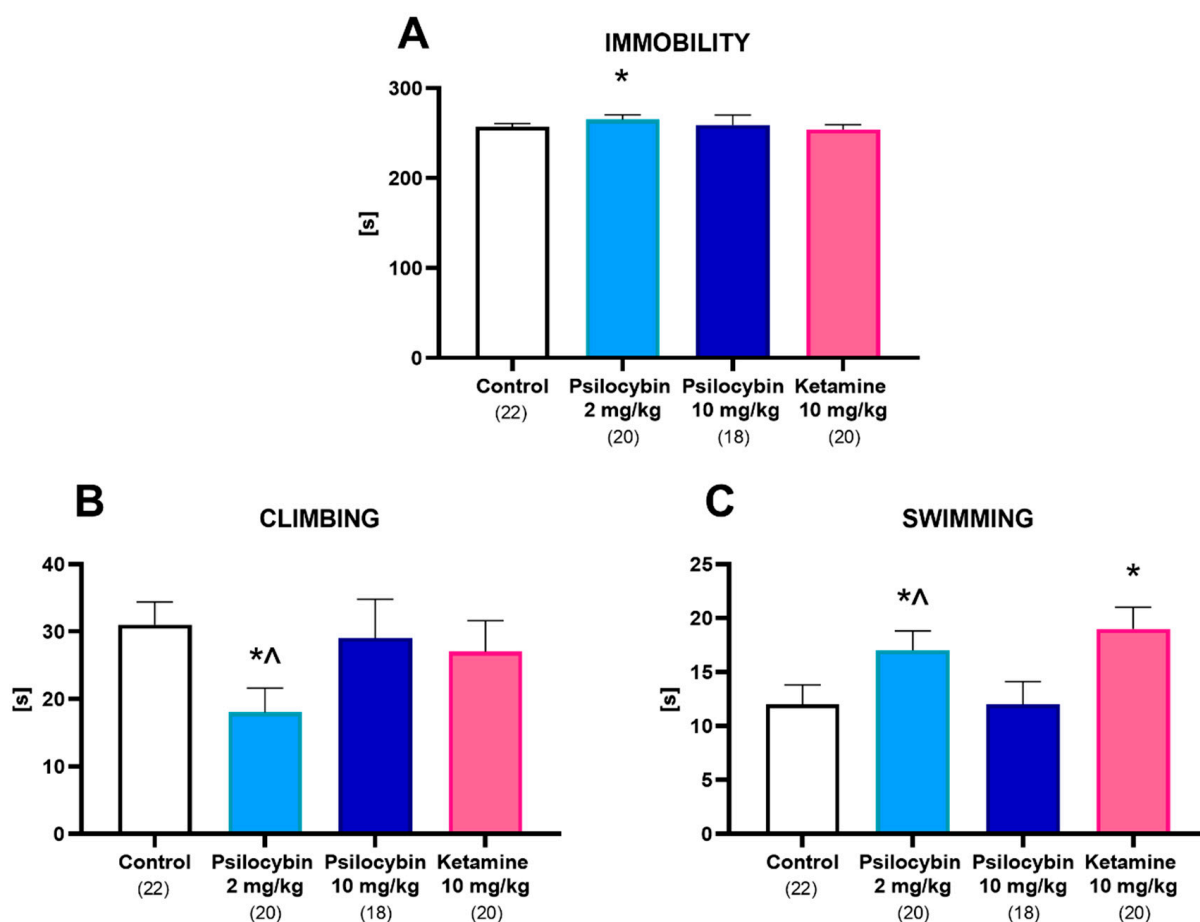 A
IMMOBILITY
*
300
200
100
0
[s]
Control
(22)
Psilocybin
2 mg/kg
(20)
Psilocybin
10 mg/kg
(18)
Ketamine
10 mg/kg
(20)
B
CLIMBING
*^
40
30
20
10
0
[s]
Control
(22)
Psilocybin
2 mg/kg
(20)
Psilocybin
10 mg/kg
(18)
Ketamine
10 mg/kg
(20)
C
SWIMMING
*^
*
25
20
15
10
5
0
[s]
Control
(22)
Psilocybin
2 mg/kg
(20)
Psilocybin
10 mg/kg
(18)
Ketamine
10 mg/kg
(20)